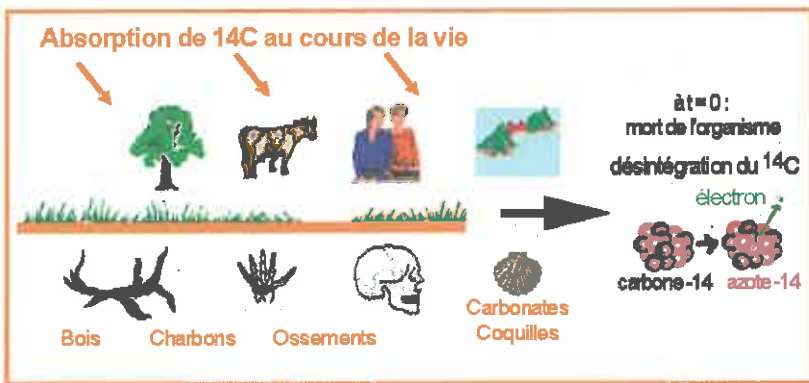 Absorption de 14C au cours de la vie
à t = 0 :
mort de l'organisme
désintégration du 14C
électron
carbone-14 azote-14
Bois Charbons Ossements
Carbonates
Coquilles